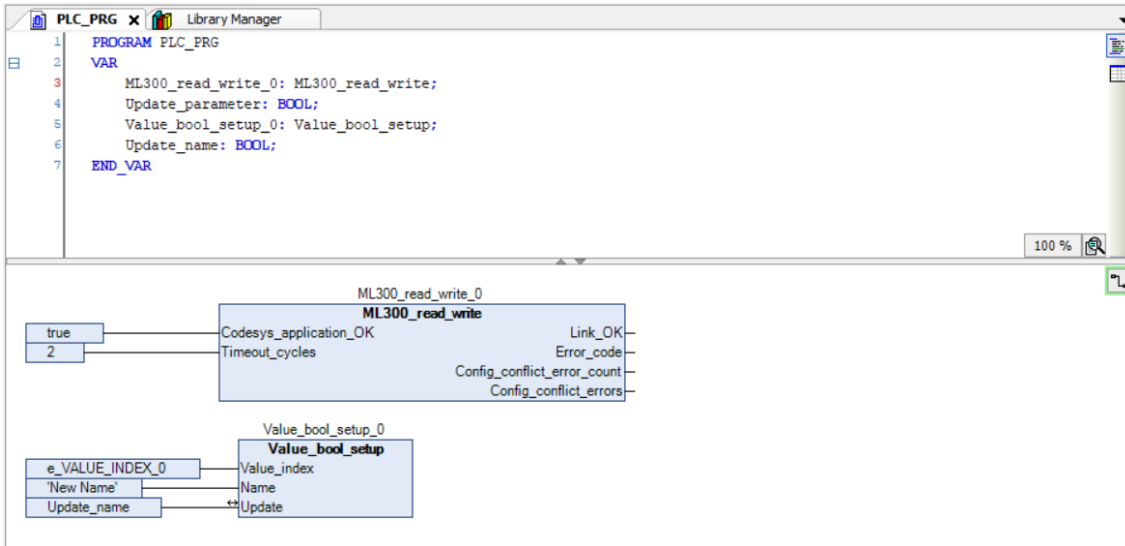 PLC_PRG Library Manager
1 PROGRAM PLC_PRG
2 VAR
3 ML300_read_write_0: ML300_read_write;
4 Update_parameter: BOOL;
5 Value_bool_setup_0: Value_bool_setup;
6 Update_name: BOOL;
7 END_VAR
100 %
ML300_read_write_0
ML300_read_write
true Codesys_application_OK Link_OK
2 Timeout_cycles Error_code
Config_conflict_error_count
Config_conflict_errors
Value_bool_setup_0
Value_bool_setup
e_VALUE_INDEX_0 Value_index
'New Name' Name
Update_name Update